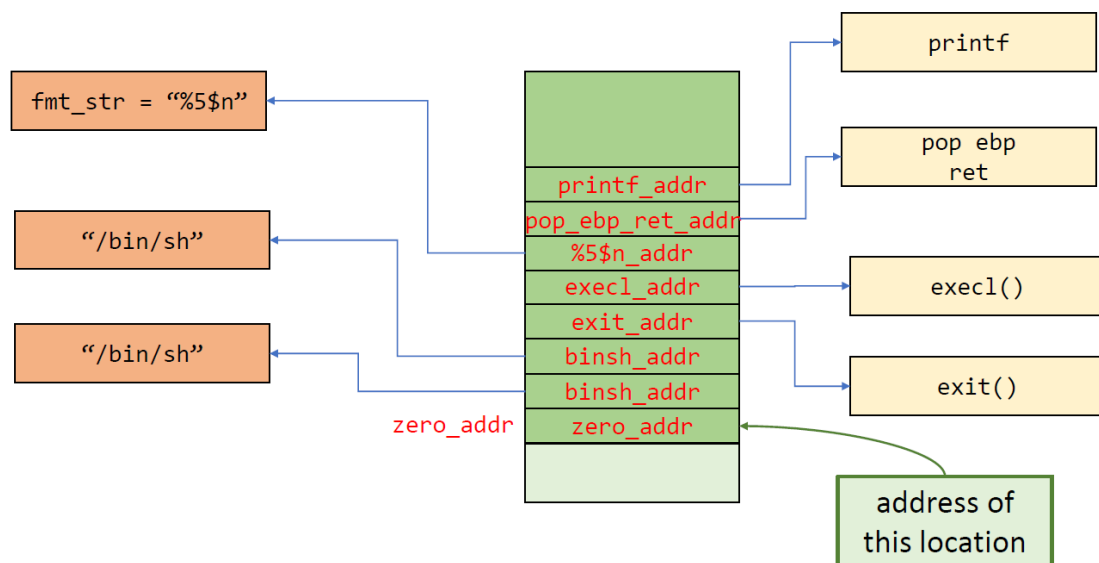 printf
fmt_str = “%5$n”
pop ebp
ret
printf_addr
pop_ebp_ret_addr
“/bin/sh”
%5$n_addr
execl_addr
execl()
exit_addr
“/bin/sh”
binsh_addr
binsh_addr
exit()
zero_addr
zero_addr
address of
this location